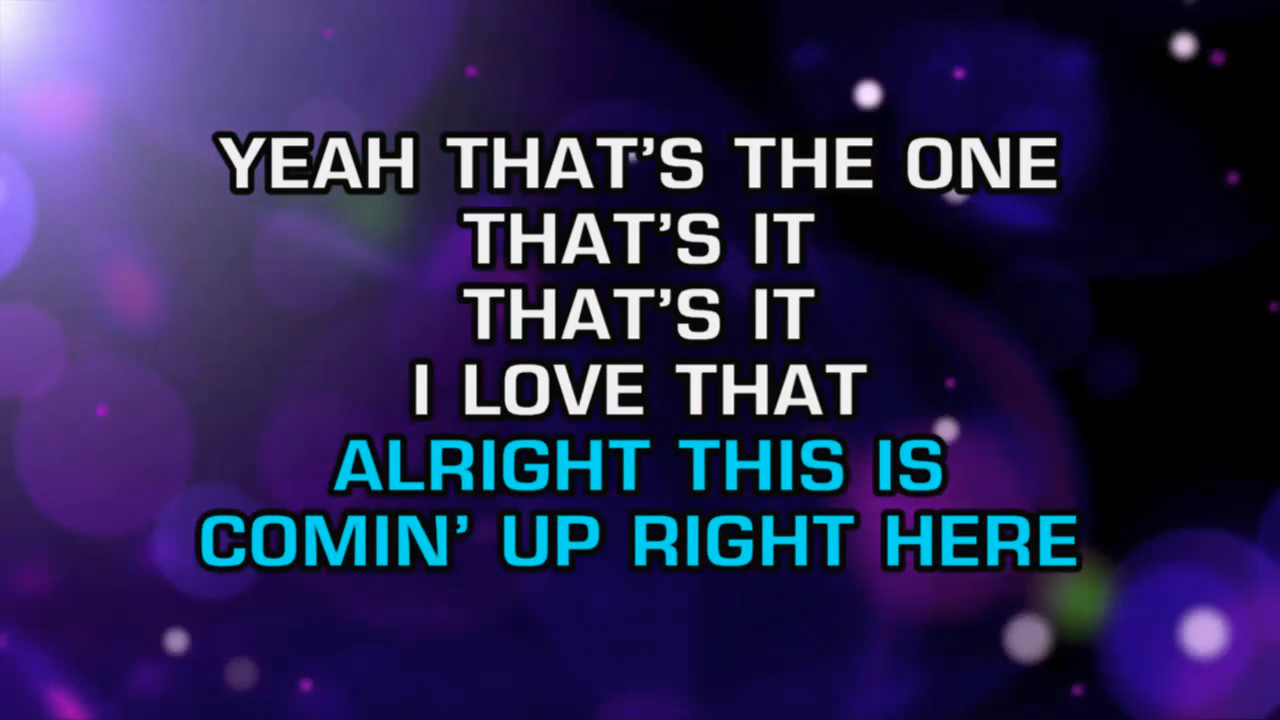 YEAH THAT’S THE ONE
THAT’S IT
THAT’S IT
I LOVE THAT
ALRIGHT THIS IS
COMIN’ UP RIGHT HERE